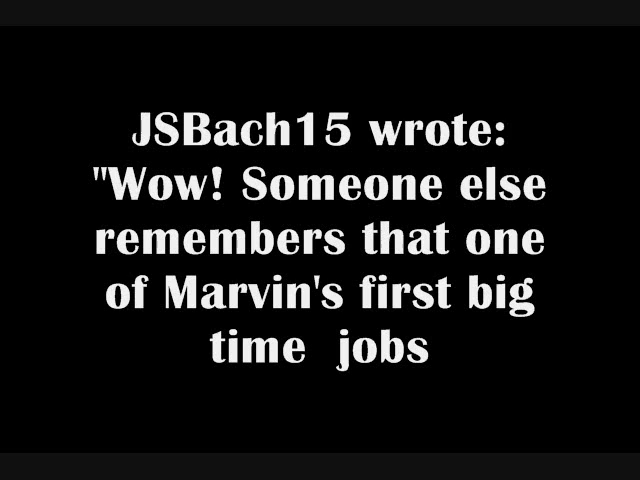 JSBach15 wrote:
"Wow! Someone else
remembers that one
of Marvin's first big
time  jobs